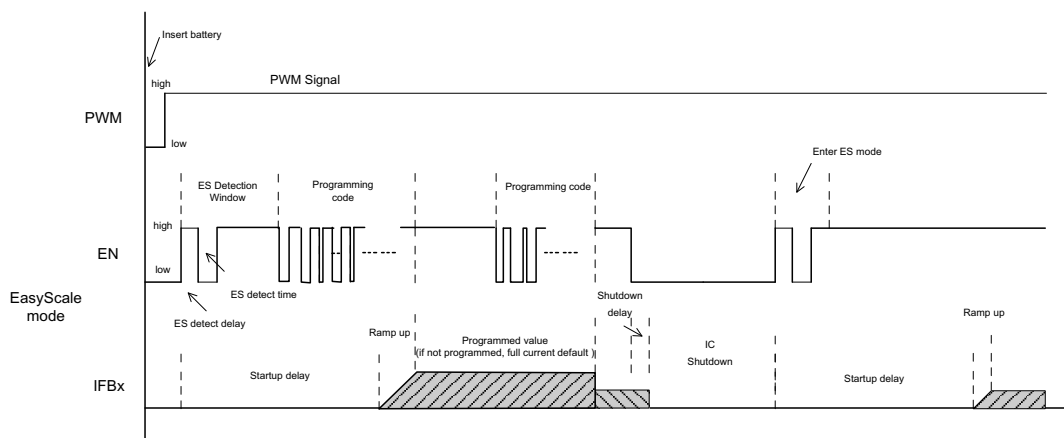 Insert battery
high
PWM Signal
PWM
low
Enter ES mode
ES Detection
Window
Programming
code
Programming code
high
EN
low
ES detect time
EasyScale
mode
ES detect delay
Shutdown
delay
Ramp up
Programmed value
(if not programmed, full current default )
IC
Shutdown
Ramp up
Startup delay
Startup delay
IFBx